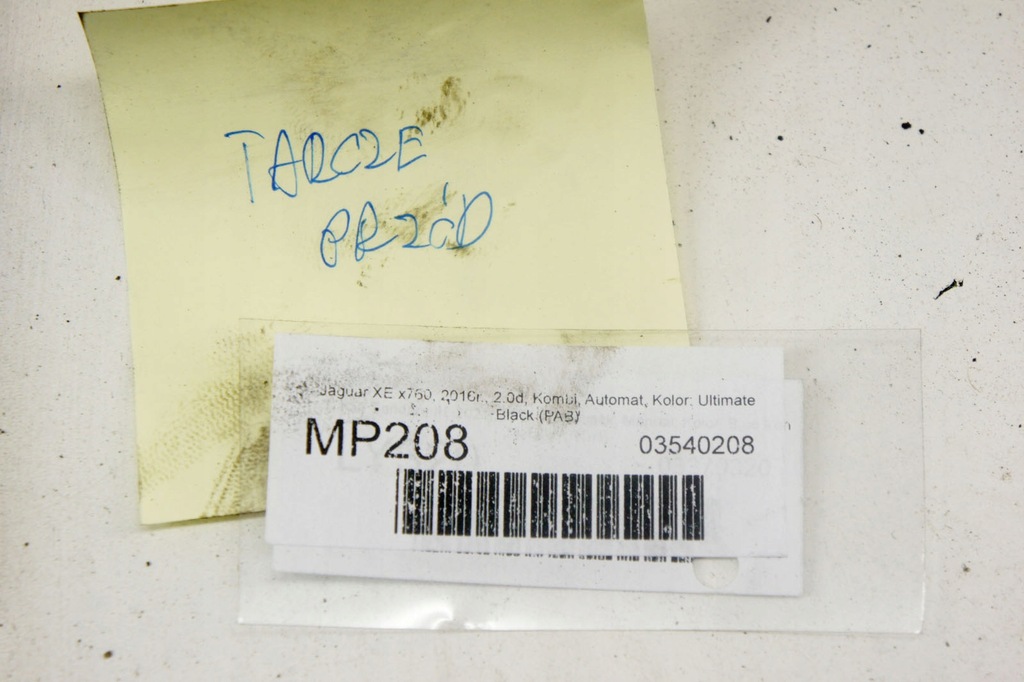 TARCZE
PRZÓD
Jaguar XE x760, 2016r., 2.0d, Kombi, Automat, Kolor: Ultimate
Black (PAB)
MP208
03540208